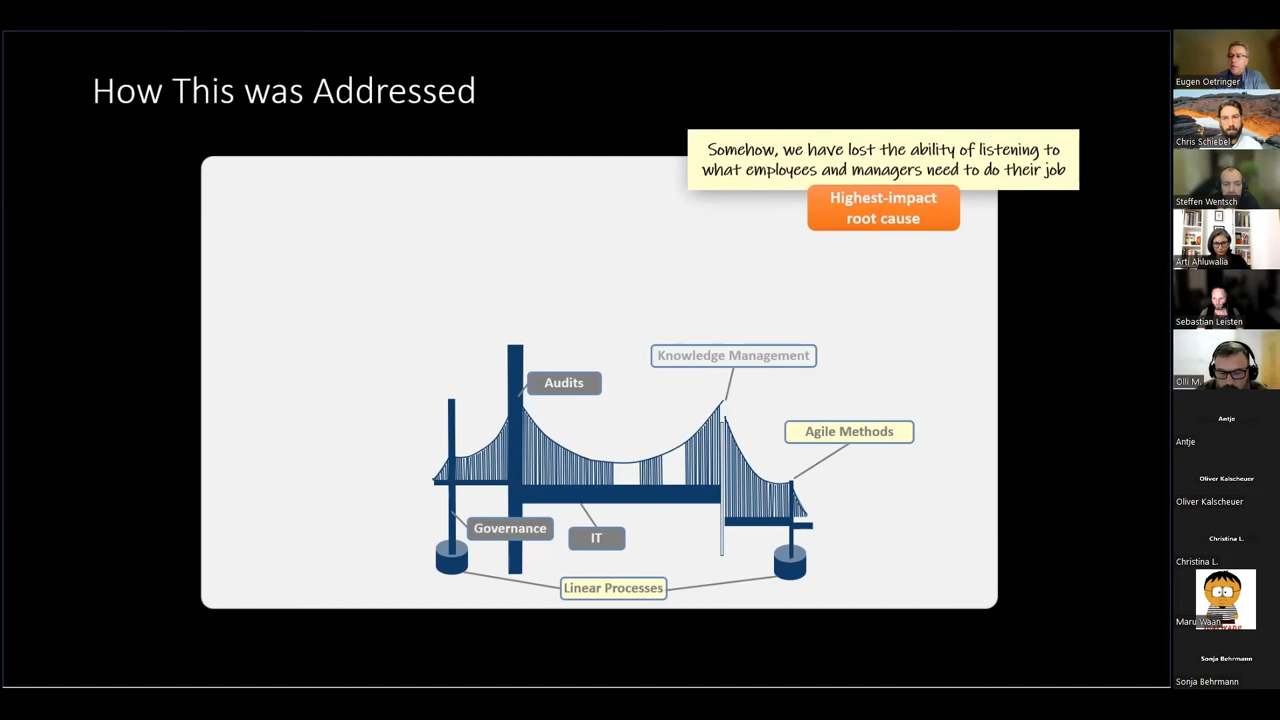 How This was Addressed
Somehow, we have lost the ability of listening to
what employees and managers need to do their job
Highest-impact
root cause
Knowledge Management
Audits
Agile Methods
Governance
IT
Linear Processes
Eugen Oetringer
Chris Schiebel
Steffen Wentsch
Arti Ahluwalia
Sebastian Leisten
Olli M.
Antje
Antje
Oliver Kalscheuer
Oliver Kalscheuer
Christina L.
Christina L.
Maru Waan
Sonja Behrmann
Sonja Behrmann